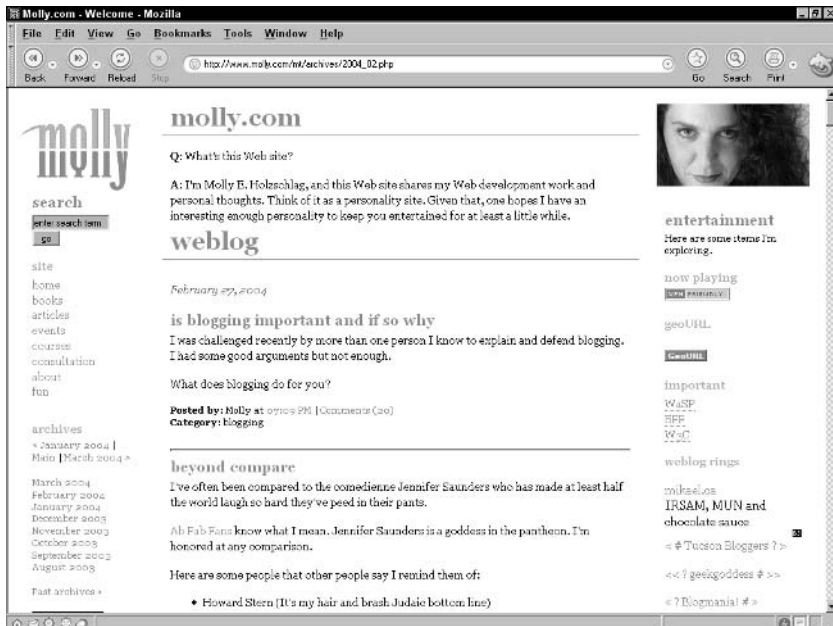 Molly.com - Welcome - Mozilla
File Edit View Go Bookmarks Tools Window Help
Back Forward Reload Stop
http://www.molly.com/mt/archives/2004_02.php
Go Search Print
molly
molly
search
enter search term
go
site
home
books
articles
events
courses
consultation
about
fun
archives
« January 2004 |
Main | March 2004 »
March 2004
February 2004
January 2004
December 2003
November 2003
October 2003
September 2003
August 2003
Past archives »
molly.com
Q: What's this Web site?
A: I'm Molly E. Holzschlag, and this Web site shares my Web development work and
personal thoughts. Think of it as a personality site. Given that, one hopes I have an
interesting enough personality to keep you entertained for at least a little while.
weblog
February 27, 2004
is blogging important and if so why
I was challenged recently by more than one person I know to explain and defend blogging.
I had some good arguments but not enough.
What does blogging do for you?
Posted by: Molly at 07:09 PM | Comments (20)
Category: blogging
beyond compare
I've often been compared to the comedienne Jennifer Saunders who has made at least half
the world laugh so hard they've peed in their pants.
Ab Fab Fans know what I mean. Jennifer Saunders is a goddess in the pantheon. I'm
honored at any comparison.
Here are some people that other people say I remind them of:
• Howard Stern (It's my hair and brash Judaic bottom line)
entertainment
Here are some items I'm
exploring.
now playing
FRIENDLY
geoURL
GeoURL
important
WaSP
EFF
W3C
weblog rings
mikael.ca
IRSAM, MUN and
chocolate sauce
< # Tucson Bloggers ? >
<< ? geekgoddess # >>
< ? Blogmania! # >